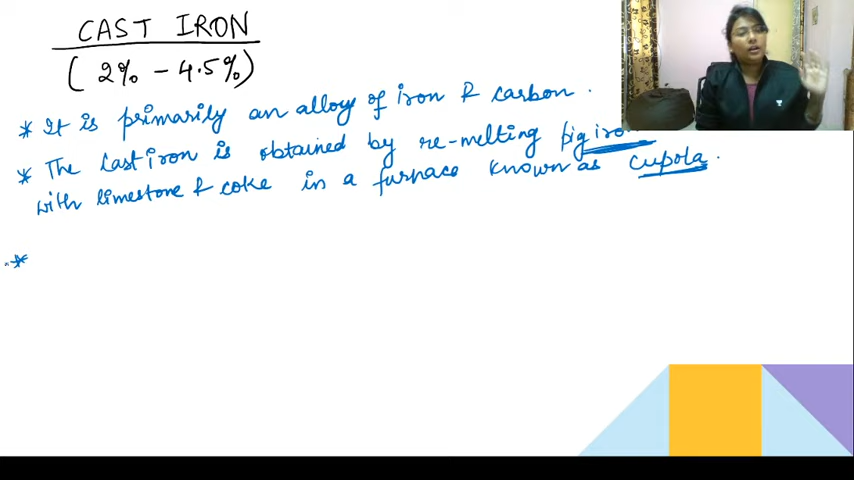 CAST IRON
(2% - 4.5%)
* It is primarily an alloy of iron & carbon.
* The Cast iron is obtained by re-melting pig iron
with limestone & coke in a furnace known as cupola.
*